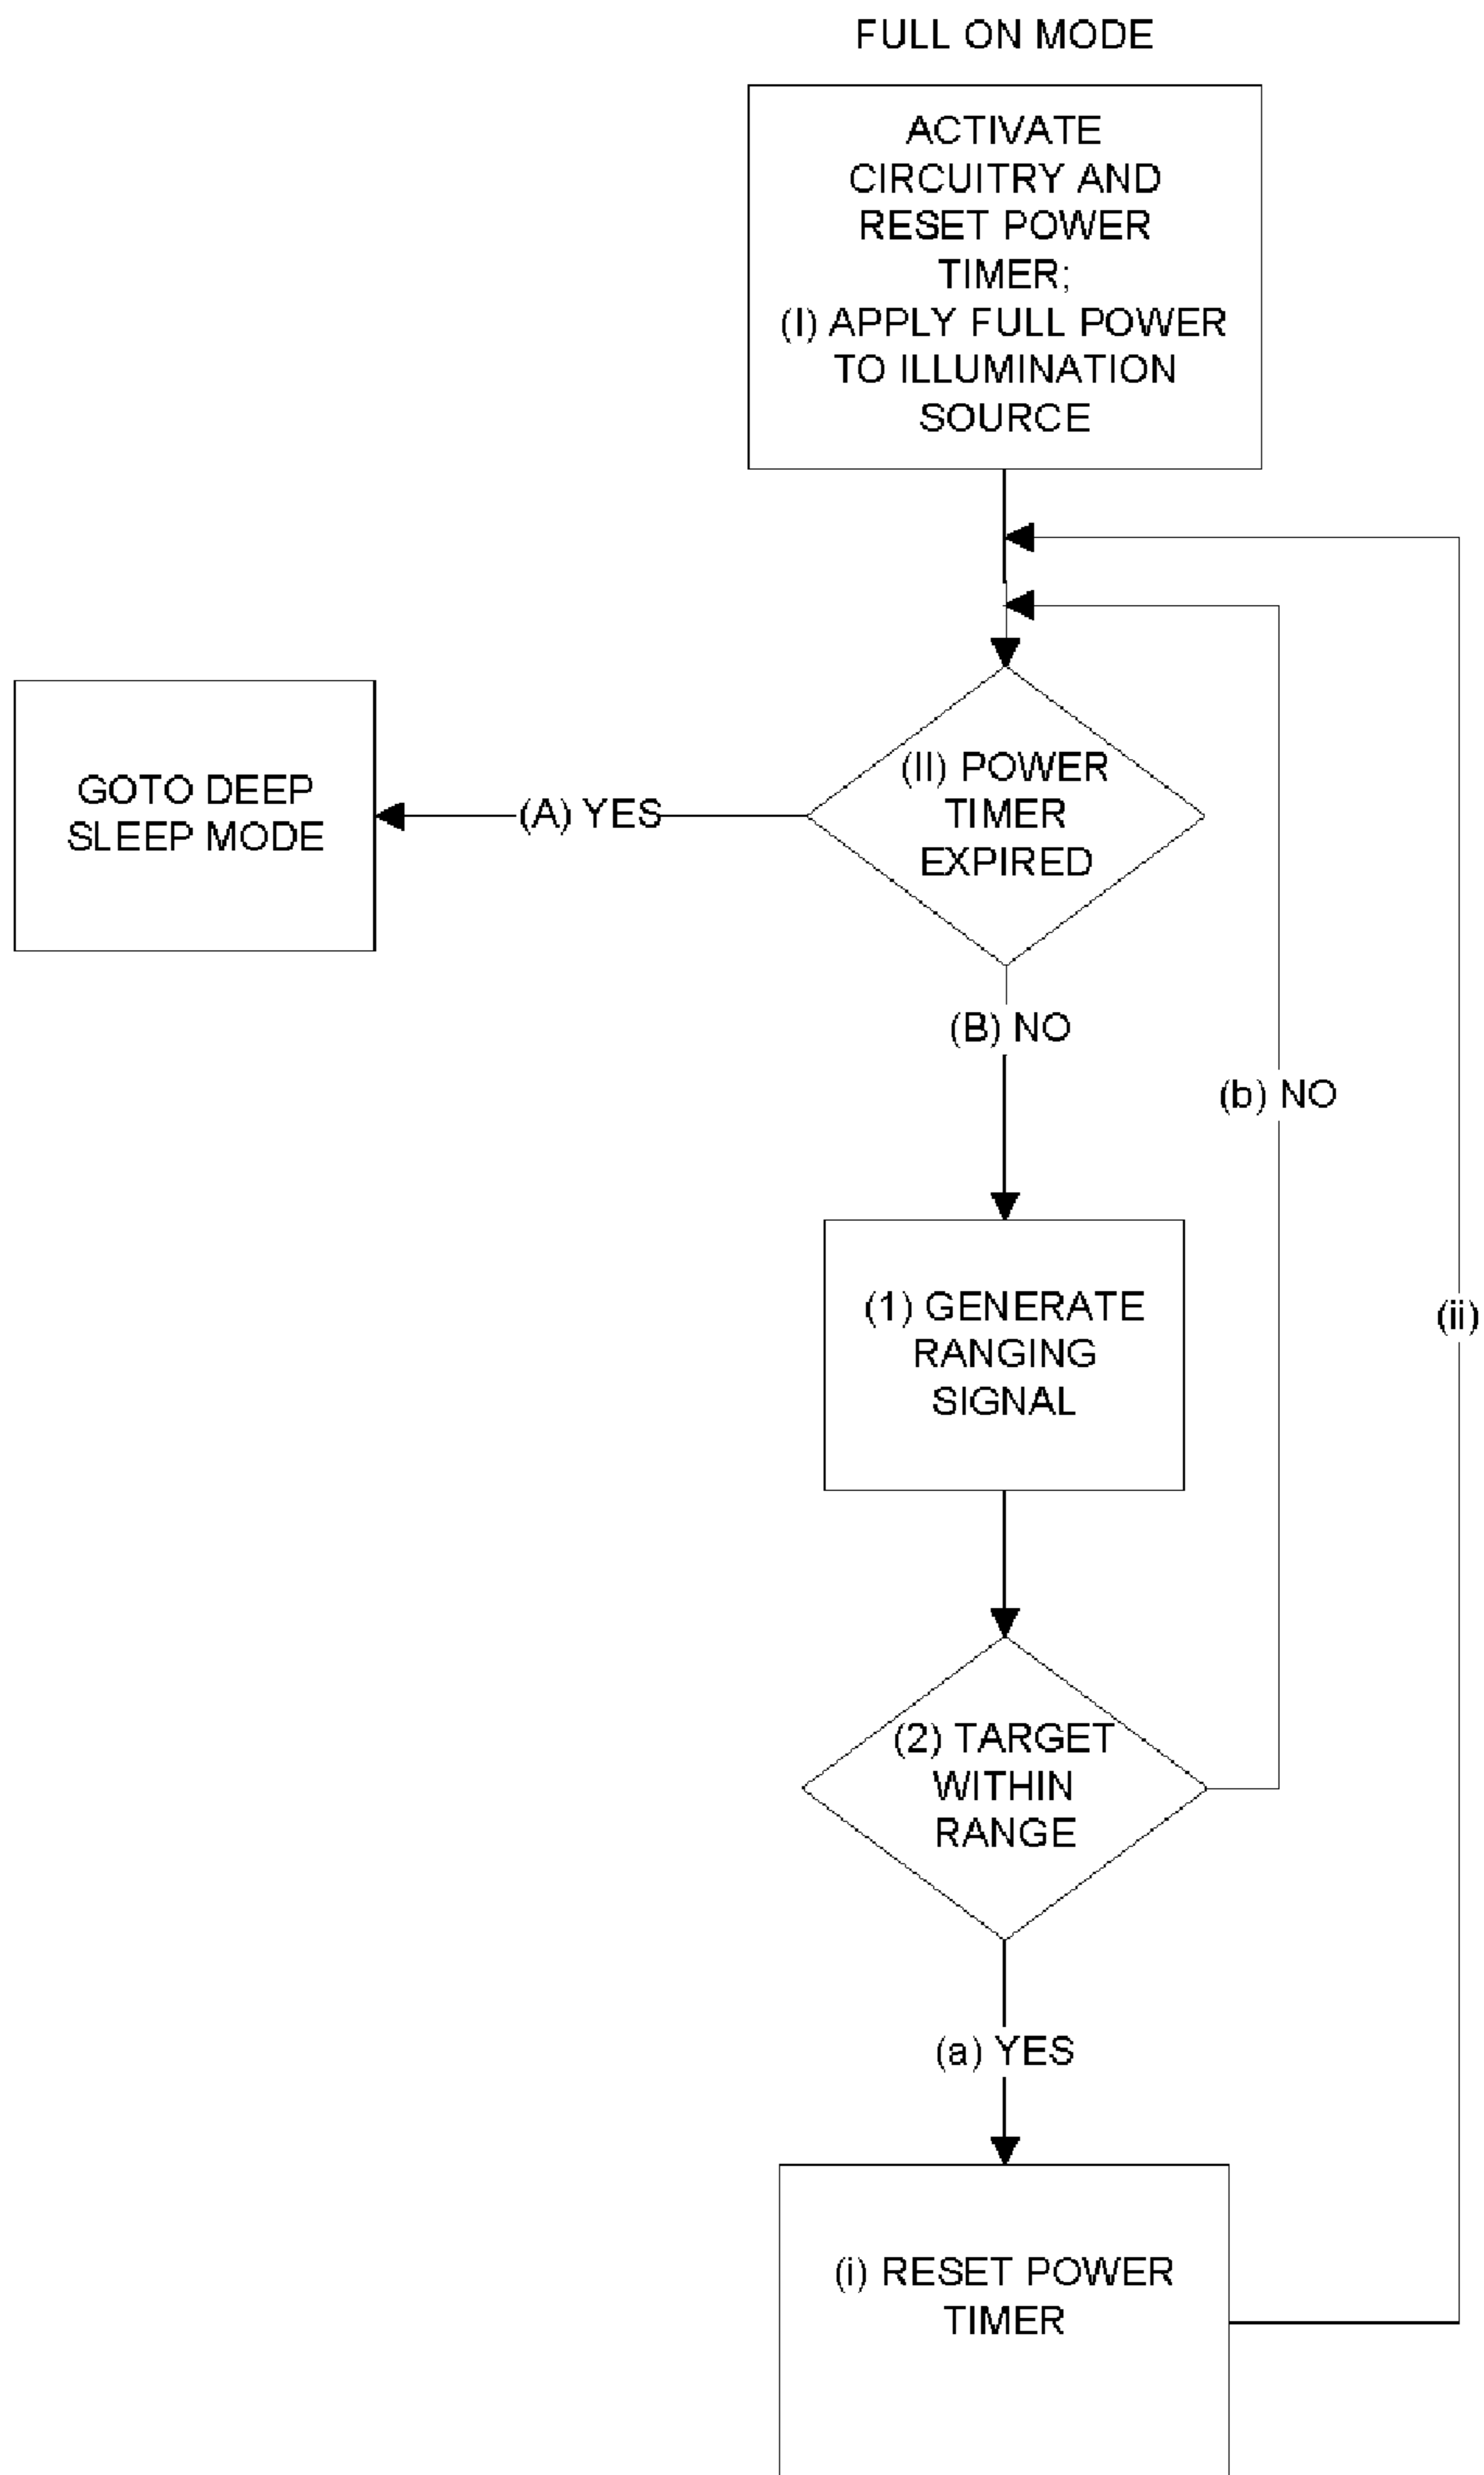 FULL ON MODE
ACTIVATE
CIRCUITRY AND
RESET POWER
TIMER;
(I) APPLY FULL POWER
TO ILLUMINATION
SOURCE
(II) POWER
TIMER
EXPIRED
(A) YES
GOTO DEEP
SLEEP MODE
(B) NO
(b) NO
(1) GENERATE
RANGING
SIGNAL
(ii)
(2) TARGET
WITHIN
RANGE
(a) YES
(i) RESET POWER
TIMER